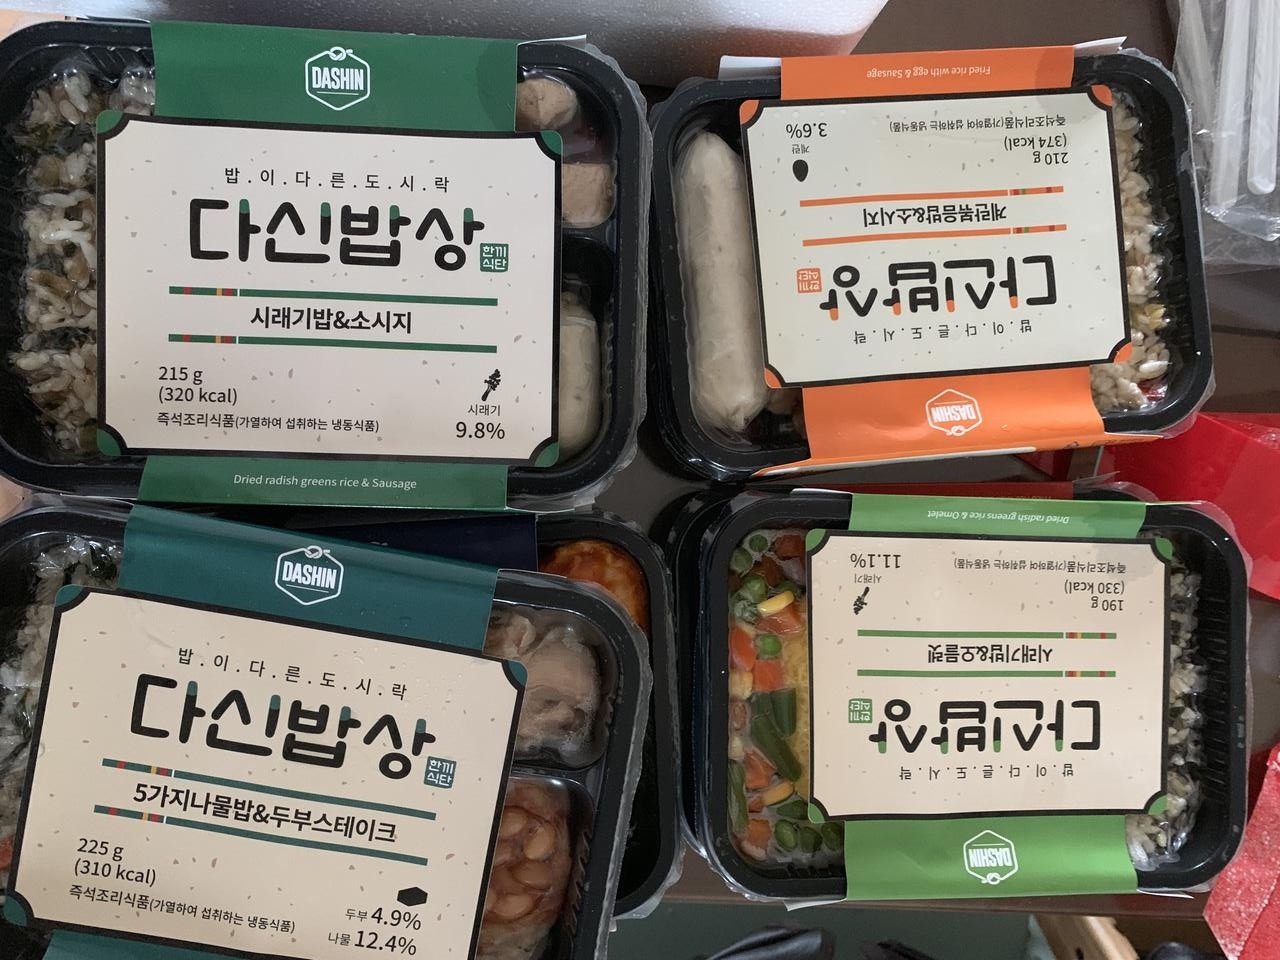 DASHIN
밥.이.다.른.도.시.락
다신밥상
한끼
식단
시래기밥&소시지
215 g
(320 kcal)
즉석조리식품(가열하여 섭취하는 냉동식품)
시래기
9.8%
Dried radish greens rice & Sausage
Fried rice with egg & Sausage
210 g
(374 kcal)
즉석조리식품(가열하여 섭취하는 냉동식품)
계란
3.6%
계란볶음밥&소시지
다신밥상
한끼
식단
밥.이.다.른.도.시.락
DASHIN
DASHIN
밥.이.다.른.도.시.락
다신밥상
한끼
식단
5가지나물밥&두부스테이크
225 g
(310 kcal)
즉석조리식품(가열하여 섭취하는 냉동식품)
두부 4.9%
나물 12.4%
Dried radish greens rice & Omelet
190 g
(330 kcal)
즉석조리식품(가열하여 섭취하는 냉동식품)
시래기
11.1%
시래기밥&오믈렛
다신밥상
한끼
식단
밥.이.다.른.도.시.락
DASHIN